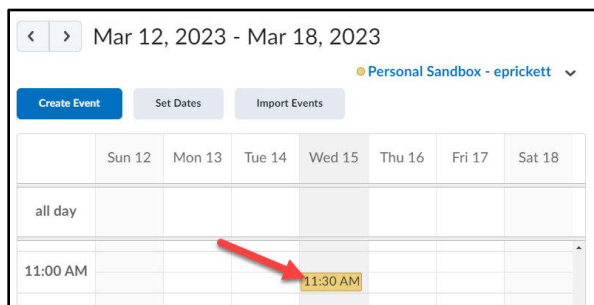 Mar 12, 2023 - Mar 18, 2023
Personal Sandbox - eprickett
Create Event Set Dates Import Events
Sun 12 Mon 13 Tue 14 Wed 15 Thu 16 Fri 17 Sat 18
all day
11:00 AM
11:30 AM